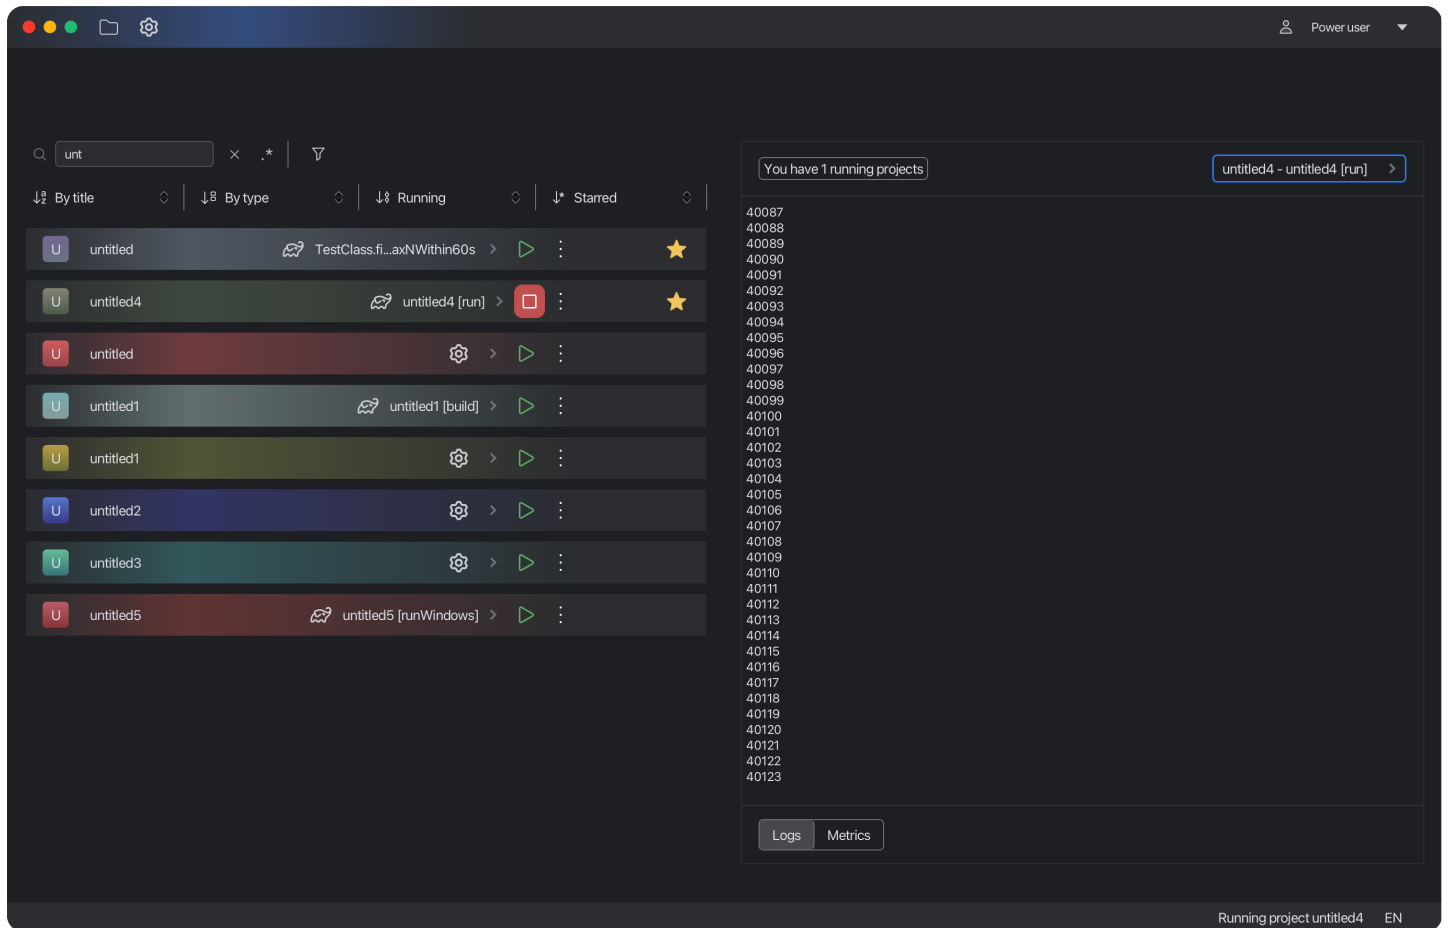 Power user
unt
.*
By title By type Running Starred
U untitled TestClass.fi...axNWithin60s
U untitled4 untitled4 [run]
U untitled
U untitled1 untitled1 [build]
U untitled1
U untitled2
U untitled3
U untitled5 untitled5 [runWindows]
You have 1 running projects untitled4 - untitled4 [run]
40087
40088
40089
40090
40091
40092
40093
40094
40095
40096
40097
40098
40099
40100
40101
40102
40103
40104
40105
40106
40107
40108
40109
40110
40111
40112
40113
40114
40115
40116
40117
40118
40119
40120
40121
40122
40123
Logs Metrics
Running project untitled4 EN